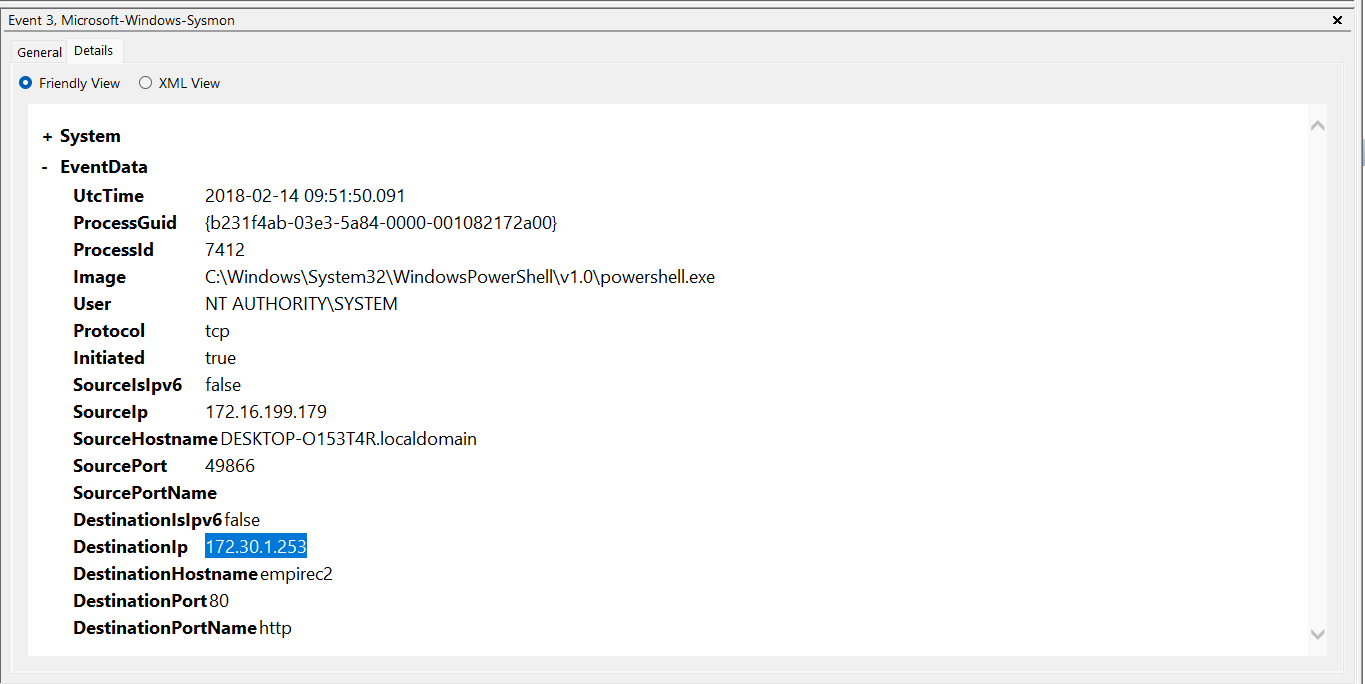 Event 3, Microsoft-Windows-Sysmon
General Details
Friendly View XML View
+ System
- EventData
UtcTime 2018-02-14 09:51:50.091
ProcessGuid {b231f4ab-03e3-5a84-0000-001082172a00}
ProcessId 7412
Image C:\Windows\System32\WindowsPowerShell\v1.0\powershell.exe
User NT AUTHORITY\SYSTEM
Protocol tcp
Initiated true
SourceIsIpv6 false
SourceIp 172.16.199.179
SourceHostname DESKTOP-O153T4R.localdomain
SourcePort 49866
SourcePortName
DestinationIsIpv6 false
DestinationIp 172.30.1.253
DestinationHostname empirec2
DestinationPort 80
DestinationPortName http